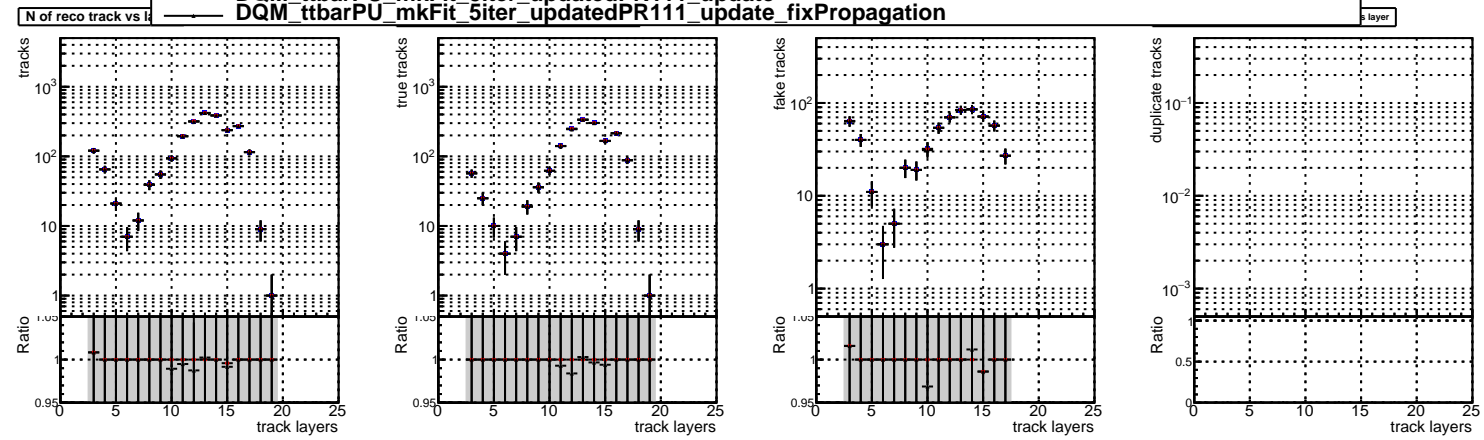 DQM_ttbarPU_mkFit_5iter_updatedPR111_update
DQM_ttbarPU_mkFit_5iter_updatedPR111_update_fixPropagation
N of reco track vs la
s layer
tracks
10³
10²
10
1
Ratio
1.05
1
0.95
0 5 10 15 20 25
track layers
true tracks
10³
10²
10
1
Ratio
1.05
1
0.95
0 5 10 15 20 25
track layers
fake tracks
10²
10
1
Ratio
1.05
1
0.95
0 5 10 15 20 25
track layers
duplicate tracks
10⁻¹
10⁻²
10⁻³
Ratio
1
0.5
0
0 5 10 15 20 25
track layers